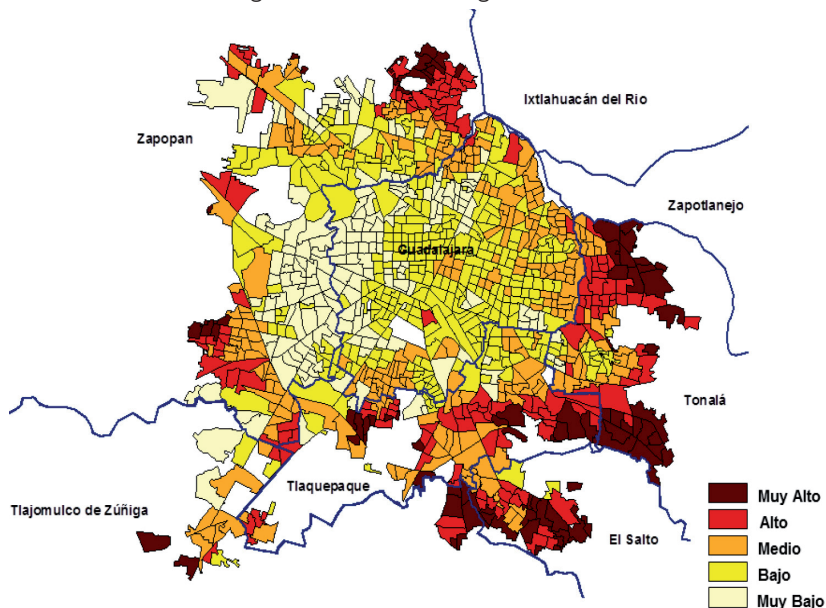 Ixtlahuacán del Rio
Zapopan
Zapotlanejo
Guadalajara
Tonalá
Tlaquepaque
Tlajomulco de Zúñiga
El Salto
Muy Alto
Alto
Medio
Bajo
Muy Bajo